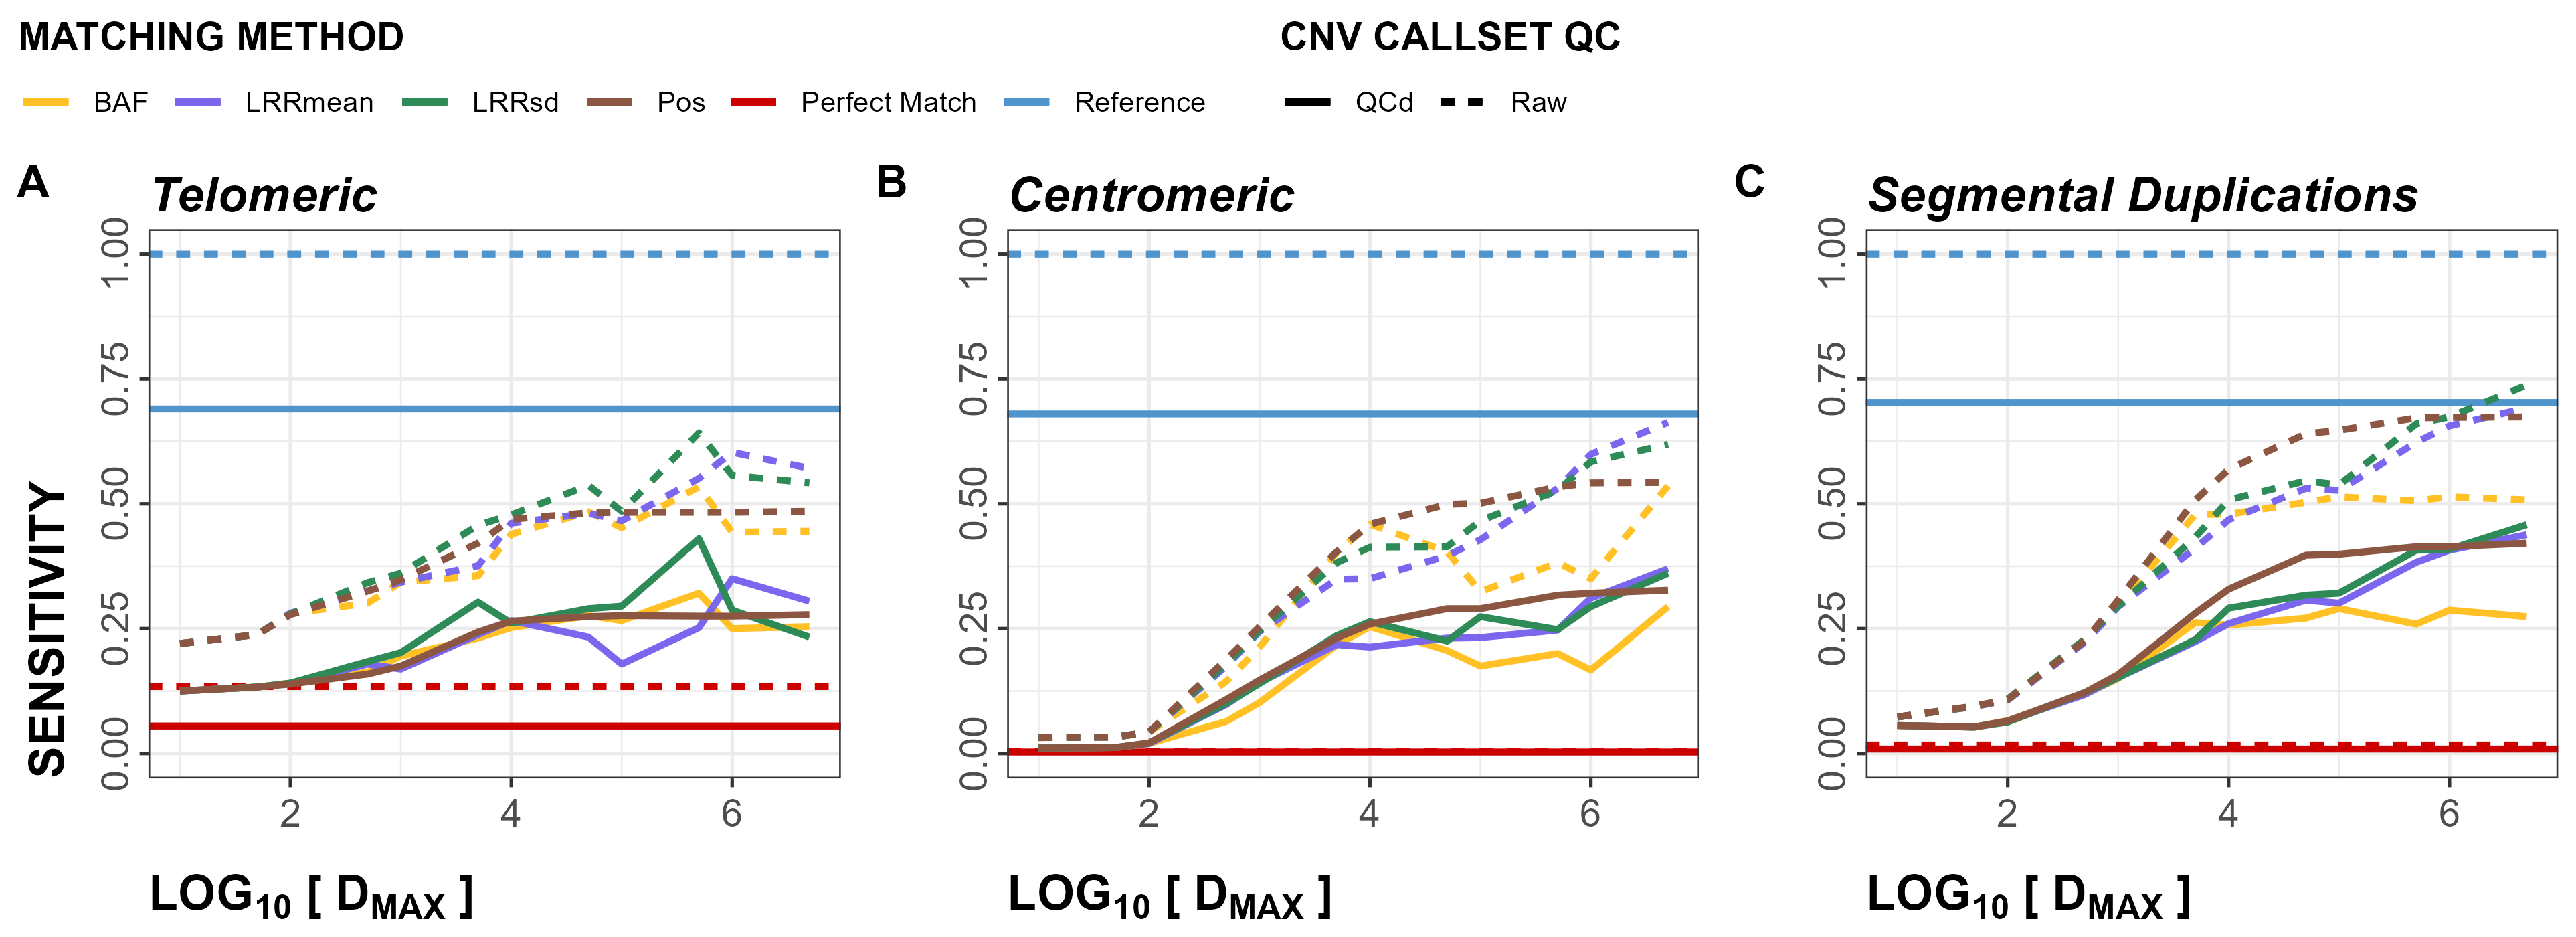 MATCHING METHOD CNV CALLSET QC
BAF LRRmean LRRsd Pos Perfect Match Reference QCd Raw
A Telomeric B Centromeric C Segmental Duplications
SENSITIVITY
1.00 1.00 1.00
0.75 0.75 0.75
0.50 0.50 0.50
0.25 0.25 0.25
0.00 0.00 0.00
2 4 6 2 4 6 2 4 6
LOG10 [ DMAX ] LOG10 [ DMAX ] LOG10 [ DMAX ]